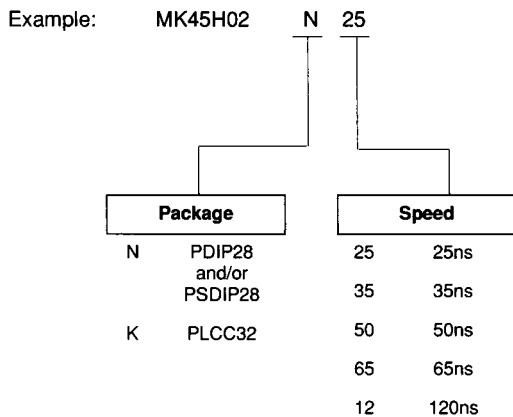 Example: MK45H02 N 25
Package
N PDIP28
and/or
PSDIP28
K PLCC32
Speed
25 25ns
35 35ns
50 50ns
65 65ns
12 120ns